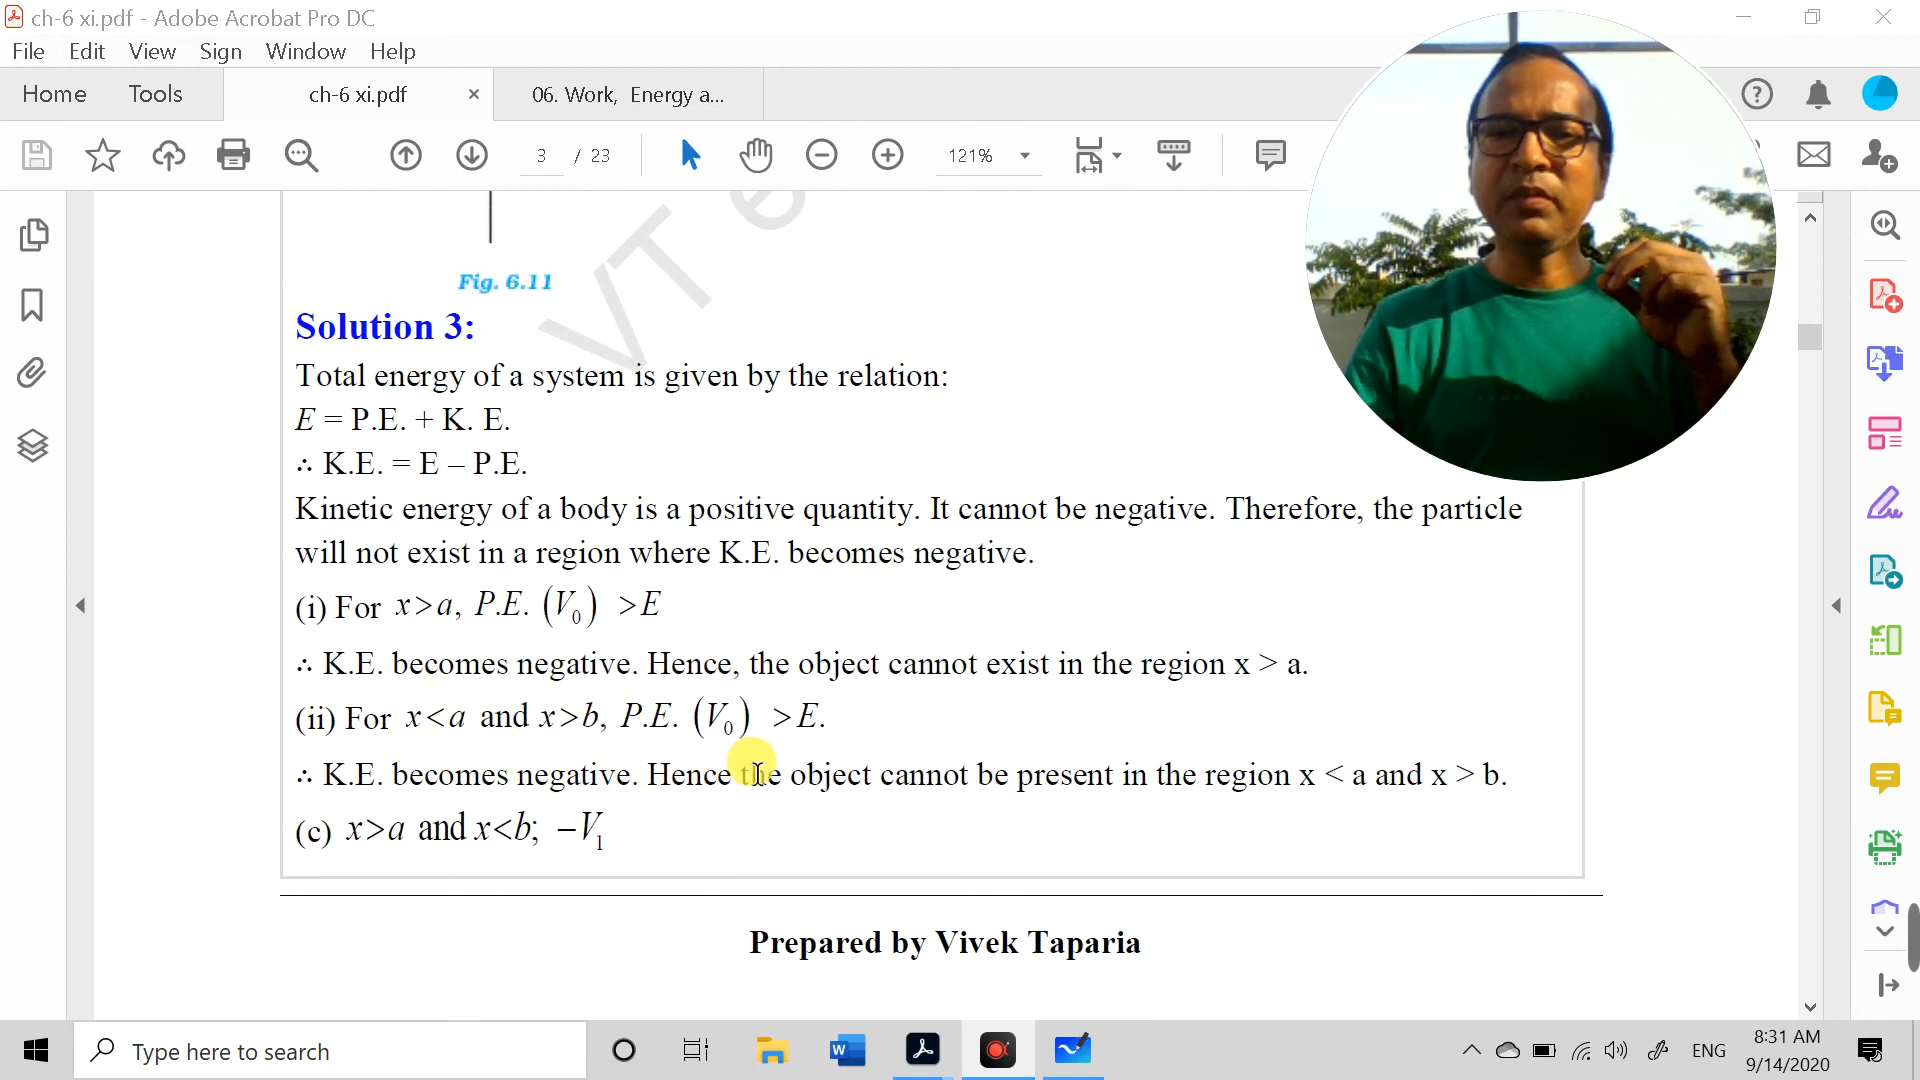 ch-6 xi.pdf - Adobe Acrobat Pro DC
File Edit View Sign Window Help
Home Tools ch-6 xi.pdf × 06. Work, Energy a...
3 / 23 121%
VT e
Fig. 6.11
Solution 3:
Total energy of a system is given by the relation:
E = P.E. + K. E.
∴ K.E. = E – P.E.
Kinetic energy of a body is a positive quantity. It cannot be negative. Therefore, the particle
will not exist in a region where K.E. becomes negative.
(i) For x>a, P.E. (V₀) >E
∴ K.E. becomes negative. Hence, the object cannot exist in the region x > a.
(ii) For x<a and x>b, P.E. (V₀) >E.
∴ K.E. becomes negative. Hence the object cannot be present in the region x < a and x > b.
(c) x>a and x<b; –V₁
Prepared by Vivek Taparia
Type here to search
ENG
8:31 AM
9/14/2020